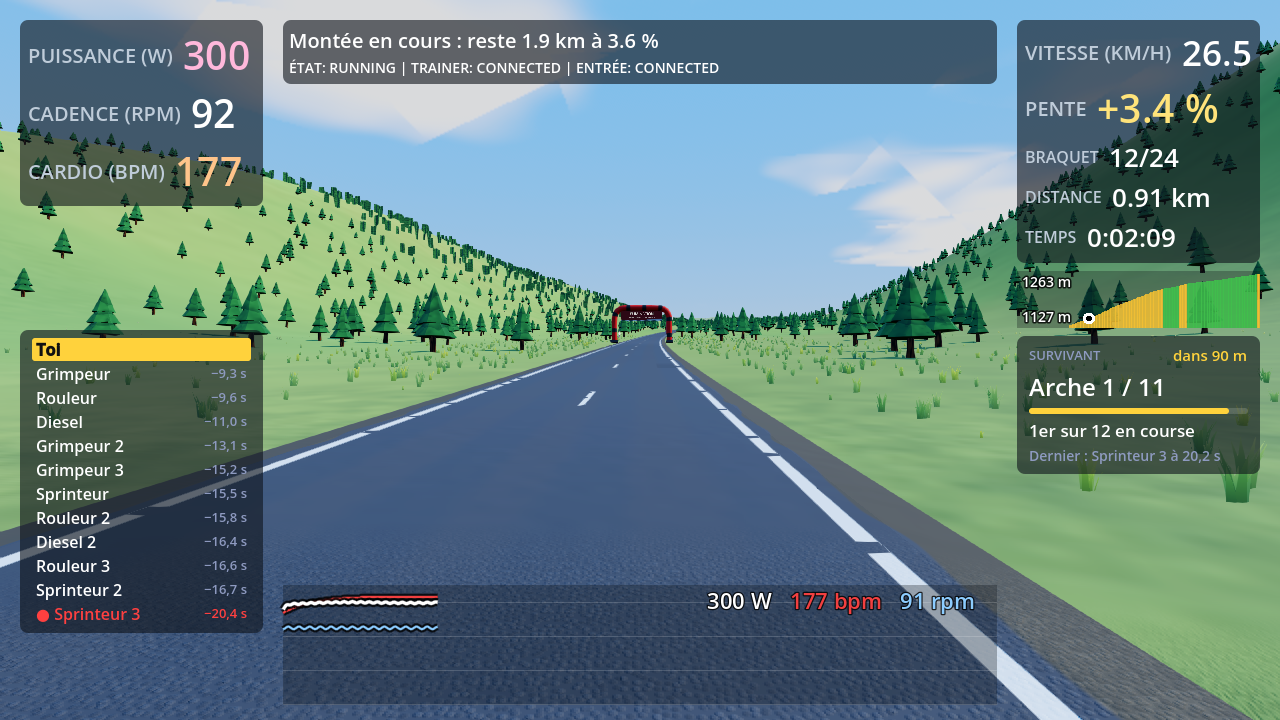 PUISSANCE (W) 300
CADENCE (RPM) 92
CARDIO (BPM) 177
Montée en cours : reste 1.9 km à 3.6 %
ÉTAT: RUNNING | TRAINER: CONNECTED | ENTRÉE: CONNECTED
VITESSE (KM/H) 26.5
PENTE +3.4 %
BRAQUET 12/24
DISTANCE 0.91 km
TEMPS 0:02:09
1263 m
1127 m
SURVIVANT dans 90 m
Arche 1 / 11
1er sur 12 en course
Dernier : Sprinteur 3 à 20,2 s
Toi
Grimpeur −9,3 s
Rouleur −9,6 s
Diesel −11,0 s
Grimpeur 2 −13,1 s
Grimpeur 3 −15,2 s
Sprinteur −15,5 s
Rouleur 2 −15,8 s
Diesel 2 −16,4 s
Rouleur 3 −16,6 s
Sprinteur 2 −16,7 s
Sprinteur 3 −20,4 s
300 W 177 bpm 91 rpm